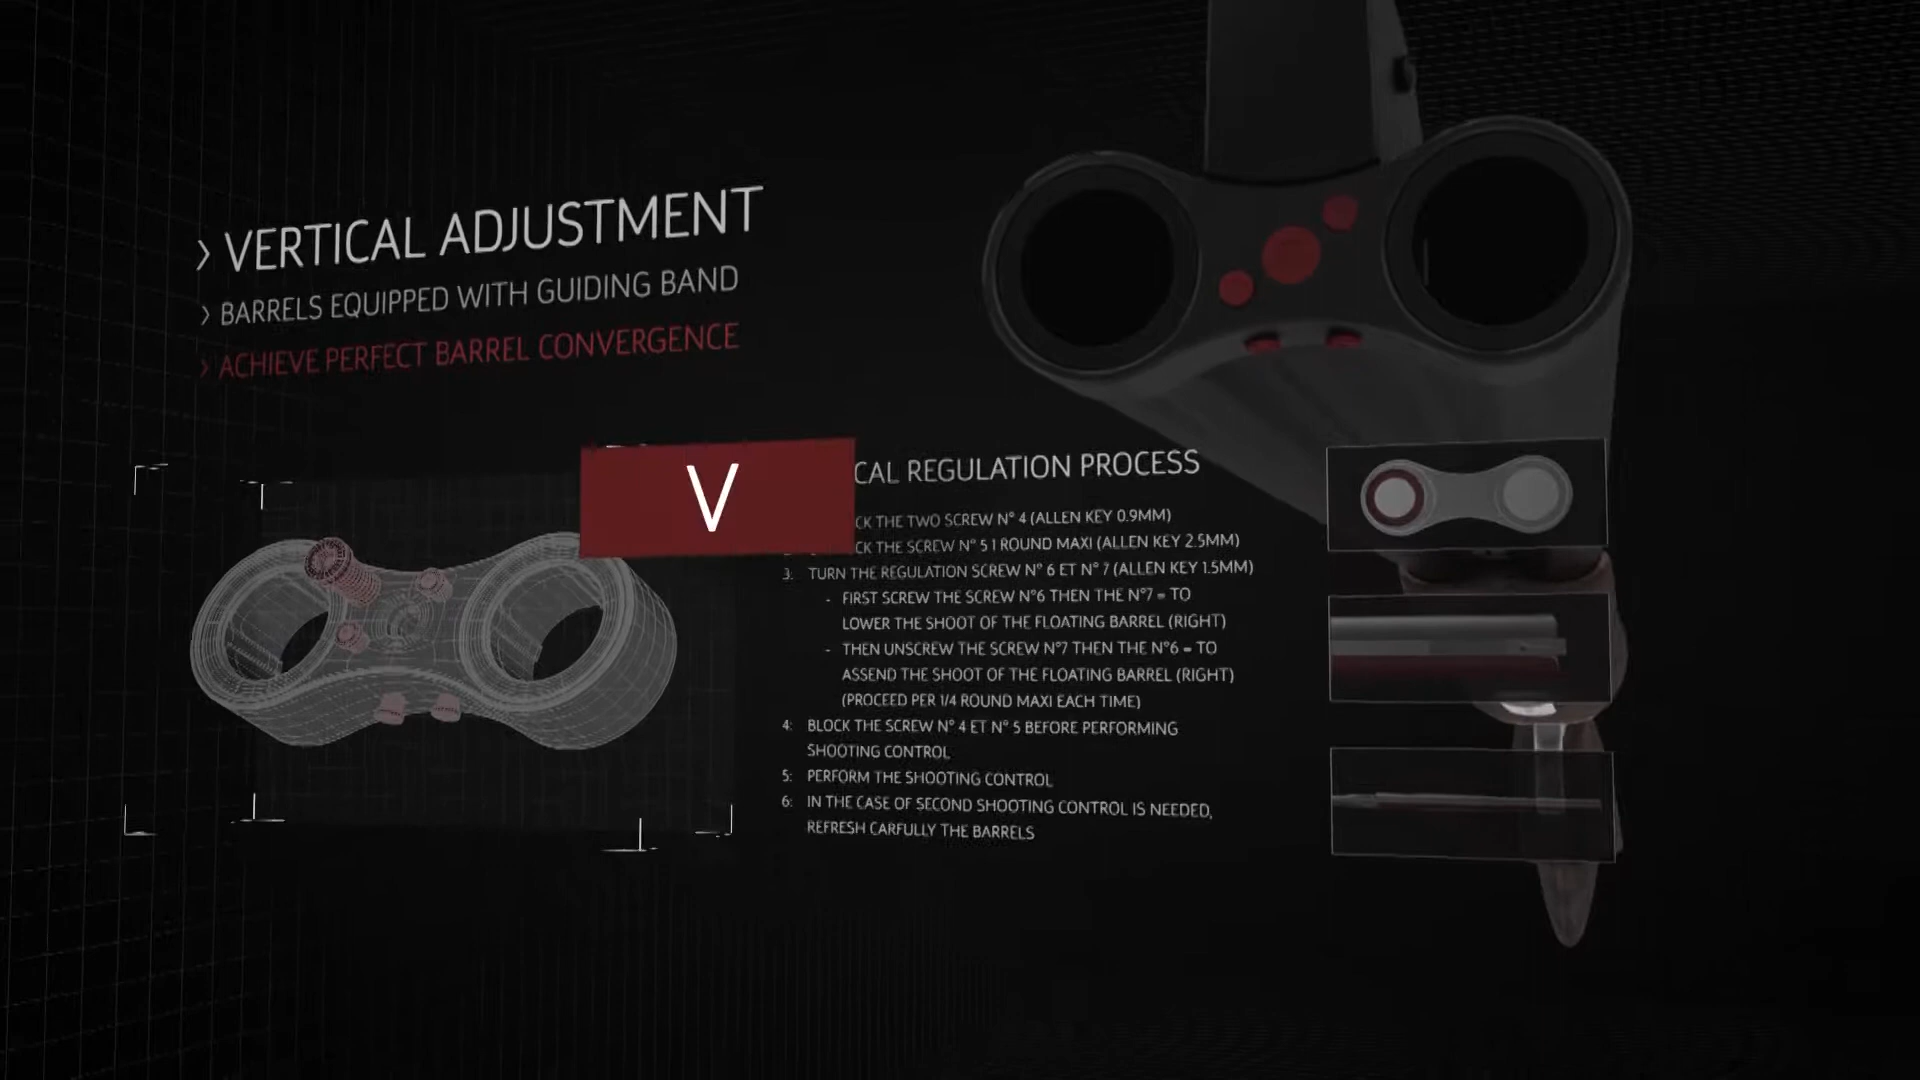 > VERTICAL ADJUSTMENT
> BARRELS EQUIPPED WITH GUIDING BAND
> ACHIEVE PERFECT BARREL CONVERGENCE
V
CAL REGULATION PROCESS
CK THE TWO SCREW N° 4 (ALLEN KEY 0.9MM)
CK THE SCREW N° 5 1 ROUND MAXI (ALLEN KEY 2.5MM)
3: TURN THE REGULATION SCREW N° 6 ET N° 7 (ALLEN KEY 1.5MM)
- FIRST SCREW THE SCREW N°6 THEN THE N°7 = TO
LOWER THE SHOOT OF THE FLOATING BARREL (RIGHT)
- THEN UNSCREW THE SCREW N°7 THEN THE N°6 = TO
ASSEND THE SHOOT OF THE FLOATING BARREL (RIGHT)
(PROCEED PER 1/4 ROUND MAXI EACH TIME)
4: BLOCK THE SCREW N° 4 ET N° 5 BEFORE PERFORMING
SHOOTING CONTROL
5: PERFORM THE SHOOTING CONTROL
6: IN THE CASE OF SECOND SHOOTING CONTROL IS NEEDED,
REFRESH CARFULLY THE BARRELS